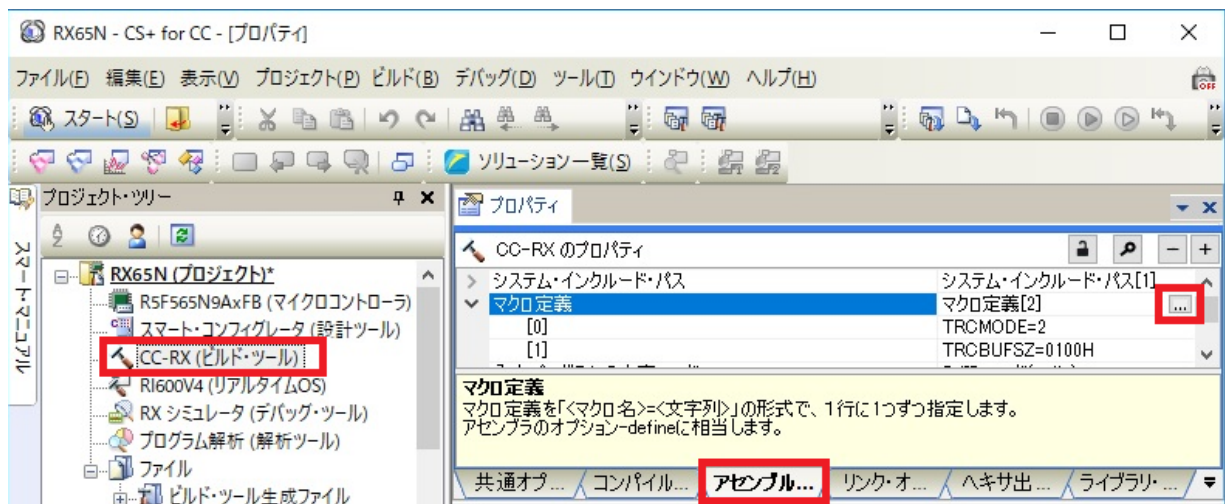 RX65N - CS+ for CC - [プロパティ]
ファイル(F) 編集(E) 表示(V) プロジェクト(P) ビルド(B) デバッグ(D) ツール(T) ウインドウ(W) ヘルプ(H)
OFF
スタート(S)
ソリューション一覧(S)
スマート・マニュアル
プロジェクト・ツリー
RX65N (プロジェクト)*
R5F565N9AxFB (マイクロコントローラ)
スマート・コンフィグレータ (設計ツール)
CC-RX (ビルド・ツール)
RI600V4 (リアルタイムOS)
RX シミュレータ (デバッグ・ツール)
プログラム解析 (解析ツール)
ファイル
ビルド・ツール生成ファイル
プロパティ
CC-RX のプロパティ
システム・インクルード・パス システム・インクルード・パス[1]
マクロ定義 マクロ定義[2] ...
[0] TRCMODE=2
[1] TRCBUFSZ=0100H
マクロ定義
マクロ定義を「<マクロ名>=<文字列>」の形式で、1行に1つずつ指定します。
アセンブラのオプション-defineに相当します。
共通オプ... コンパイル... アセンブル... リンク・オ... ヘキサ出... ライブラリ・...